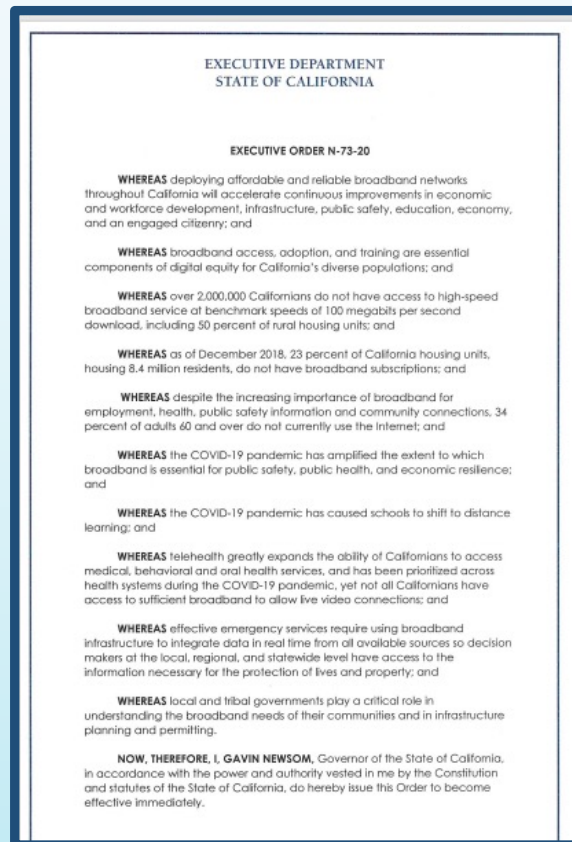 EXECUTIVE DEPARTMENT
STATE OF CALIFORNIA
EXECUTIVE ORDER N-73-20
WHEREAS deploying affordable and reliable broadband networks
throughout California will accelerate continuous improvements in economic
and workforce development, infrastructure, public safety, education, economy,
and an engaged citizenry; and
WHEREAS broadband access, adoption, and training are essential
components of digital equity for California's diverse populations; and
WHEREAS over 2,000,000 Californians do not have access to high-speed
broadband service at benchmark speeds of 100 megabits per second
download, including 50 percent of rural housing units; and
WHEREAS as of December 2018, 23 percent of California housing units,
housing 8.4 million residents, do not have broadband subscriptions; and
WHEREAS despite the increasing importance of broadband for
employment, health, public safety information and community connections, 34
percent of adults 60 and over do not currently use the Internet; and
WHEREAS the COVID-19 pandemic has amplified the extent to which
broadband is essential for public safety, public health, and economic resilience;
and
WHEREAS the COVID-19 pandemic has caused schools to shift to distance
learning; and
WHEREAS telehealth greatly expands the ability of Californians to access
medical, behavioral and oral health services, and has been prioritized across
health systems during the COVID-19 pandemic, yet not all Californians have
access to sufficient broadband to allow live video connections; and
WHEREAS effective emergency services require using broadband
infrastructure to integrate data in real time from all available sources so decision
makers at the local, regional, and statewide level have access to the
information necessary for the protection of lives and property; and
WHEREAS local and tribal governments play a critical role in
understanding the broadband needs of their communities and in infrastructure
planning and permitting.
NOW, THEREFORE, I, GAVIN NEWSOM, Governor of the State of California,
in accordance with the power and authority vested in me by the Constitution
and statutes of the State of California, do hereby issue this Order to become
effective immediately.